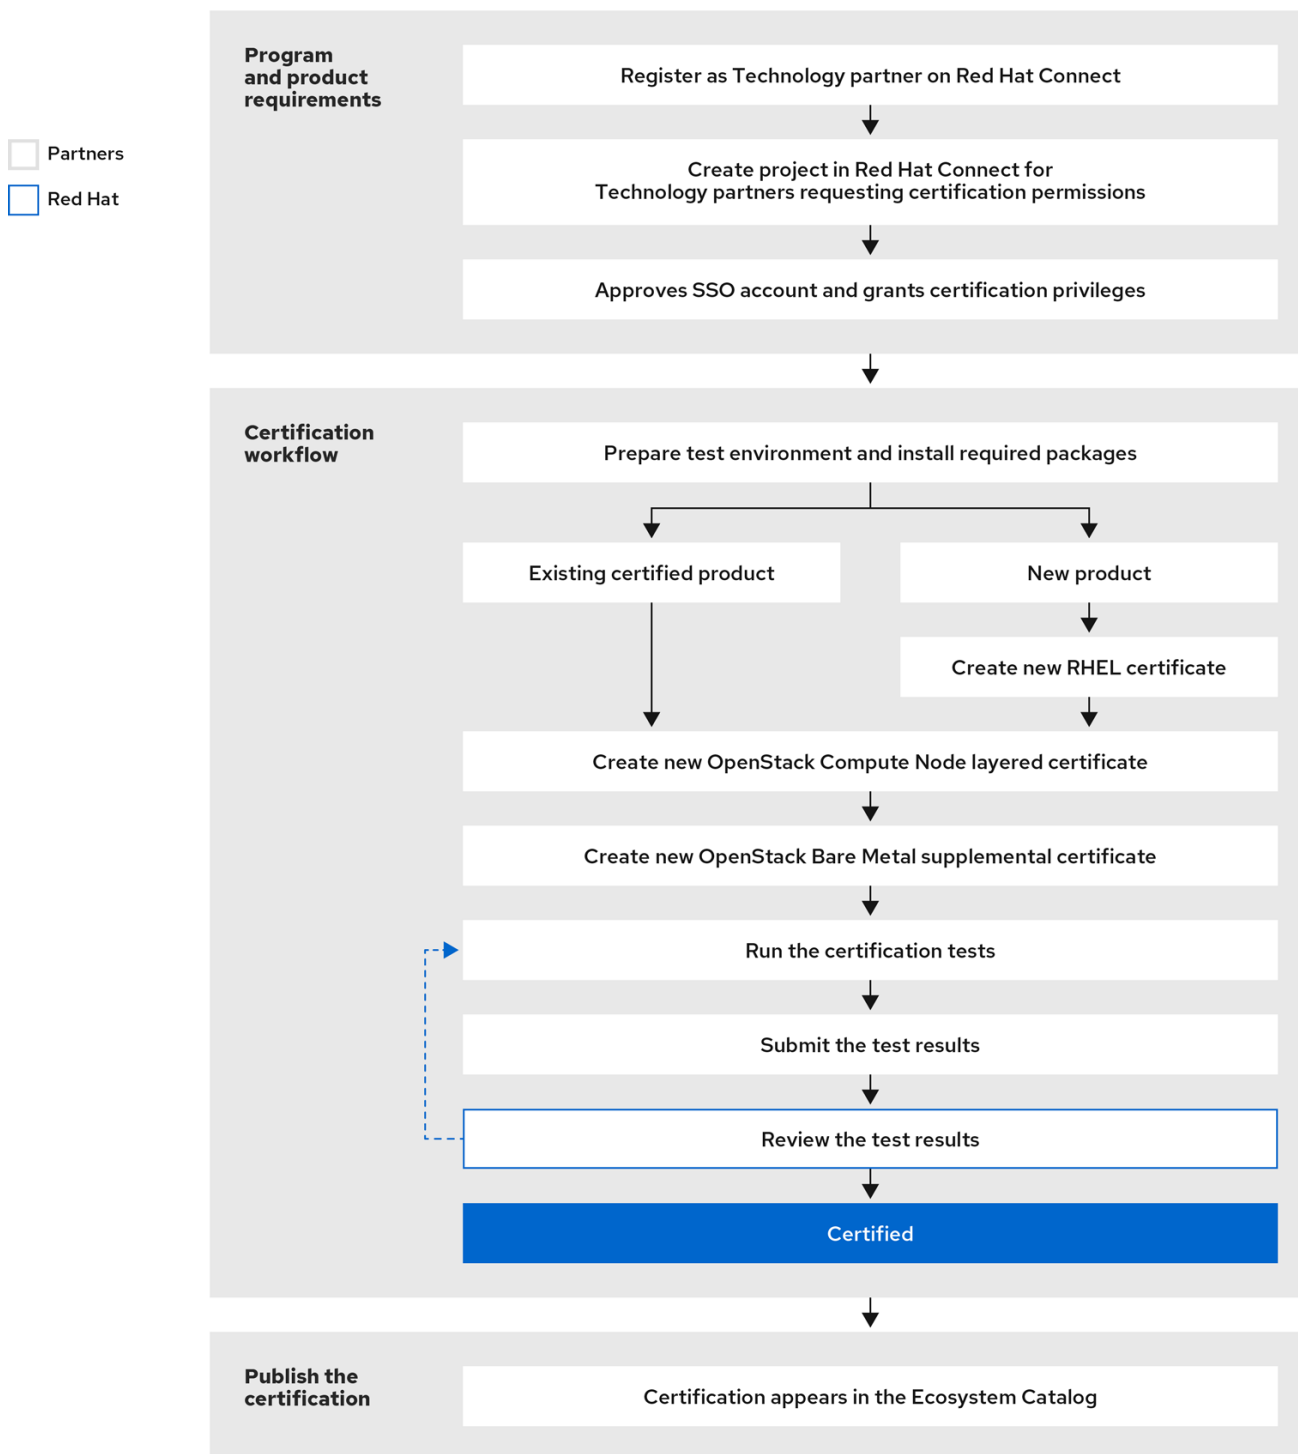 Program
and product
requirements
Register as Technology partner on Red Hat Connect
Partners
Red Hat
Create project in Red Hat Connect for
Technology partners requesting certification permissions
Approves SSO account and grants certification privileges
Certification
workflow
Prepare test environment and install required packages
Existing certified product
New product
Create new RHEL certificate
Create new OpenStack Compute Node layered certificate
Create new OpenStack Bare Metal supplemental certificate
Run the certification tests
Submit the test results
Review the test results
Certified
Publish the
certification
Certification appears in the Ecosystem Catalog